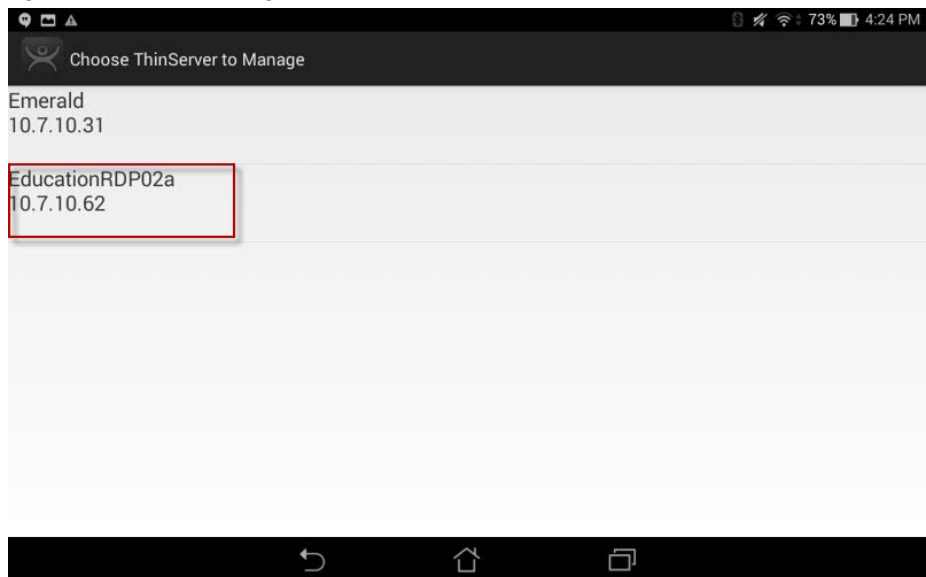 73% 4:24 PM
Choose ThinServer to Manage
Emerald
10.7.10.31
EducationRDP02a
10.7.10.62